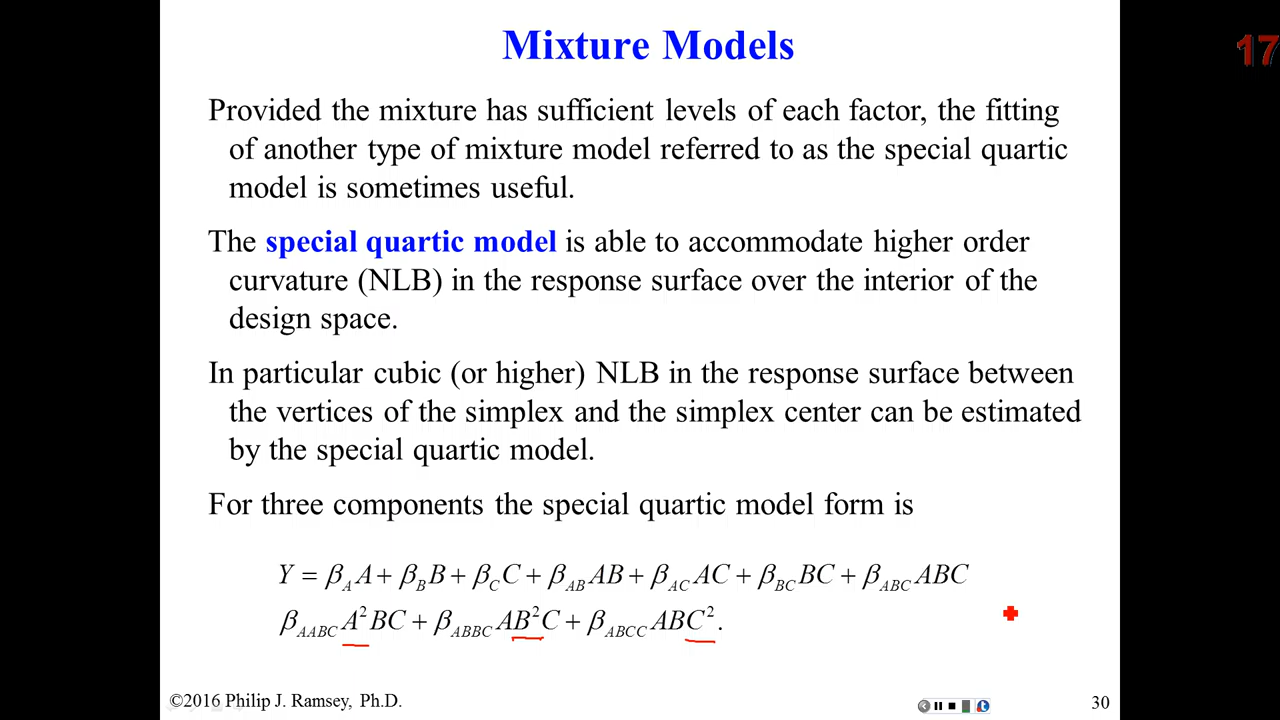 Mixture Models
17
Provided the mixture has sufficient levels of each factor, the fitting
of another type of mixture model referred to as the special quartic
model is sometimes useful.
The special quartic model is able to accommodate higher order
curvature (NLB) in the response surface over the interior of the
design space.
In particular cubic (or higher) NLB in the response surface between
the vertices of the simplex and the simplex center can be estimated
by the special quartic model.
For three components the special quartic model form is
Y = β_A A + β_B B + β_C C + β_AB AB + β_AC AC + β_BC BC + β_ABC ABC
β_AABC A²BC + β_ABBC AB²C + β_ABCC ABC².
©2016 Philip J. Ramsey, Ph.D.
30